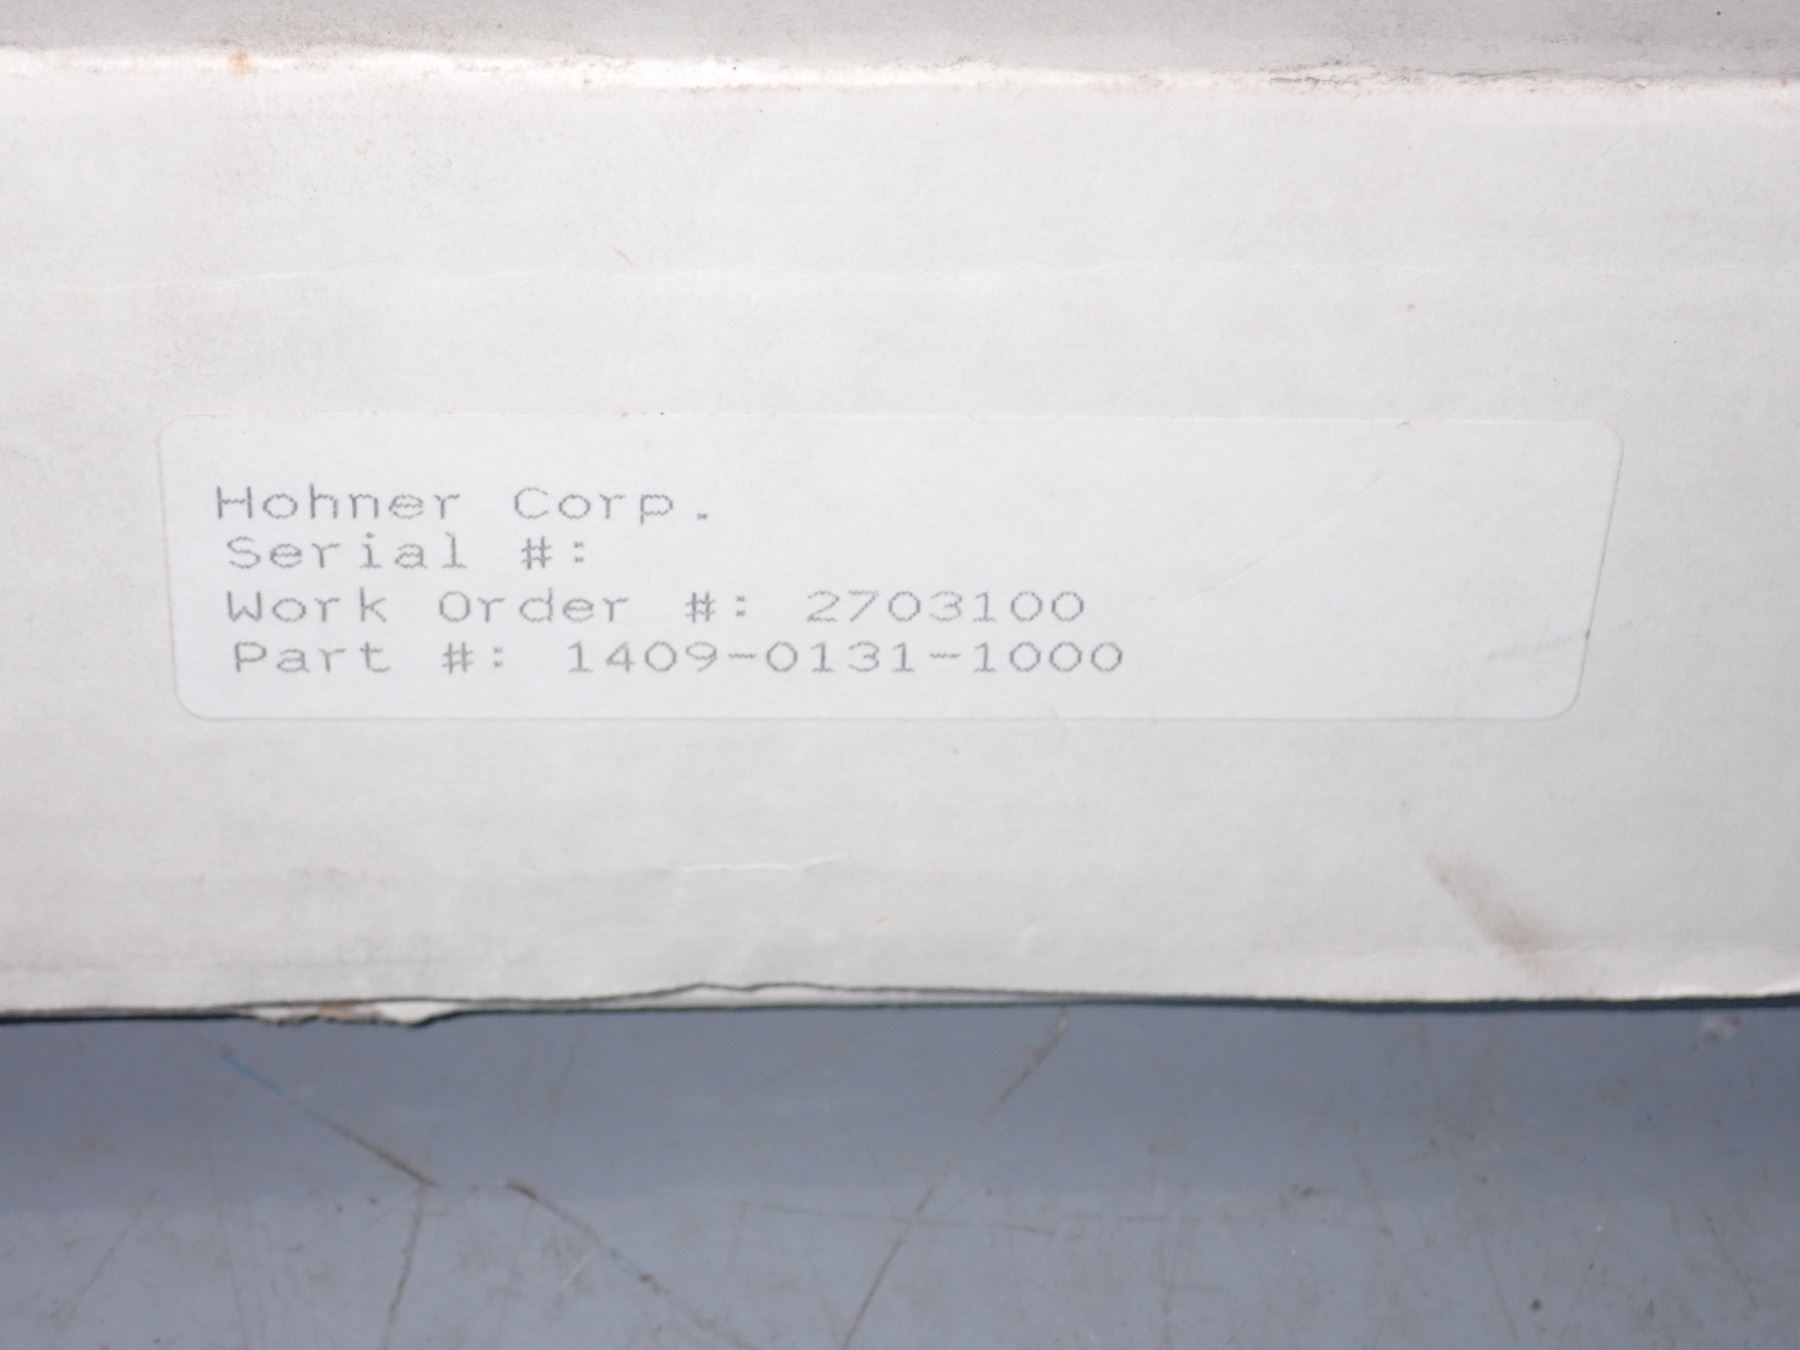 Hohner Corp.
Serial #:
Work Order #: 2703100
Part #: 1409-0131-1000